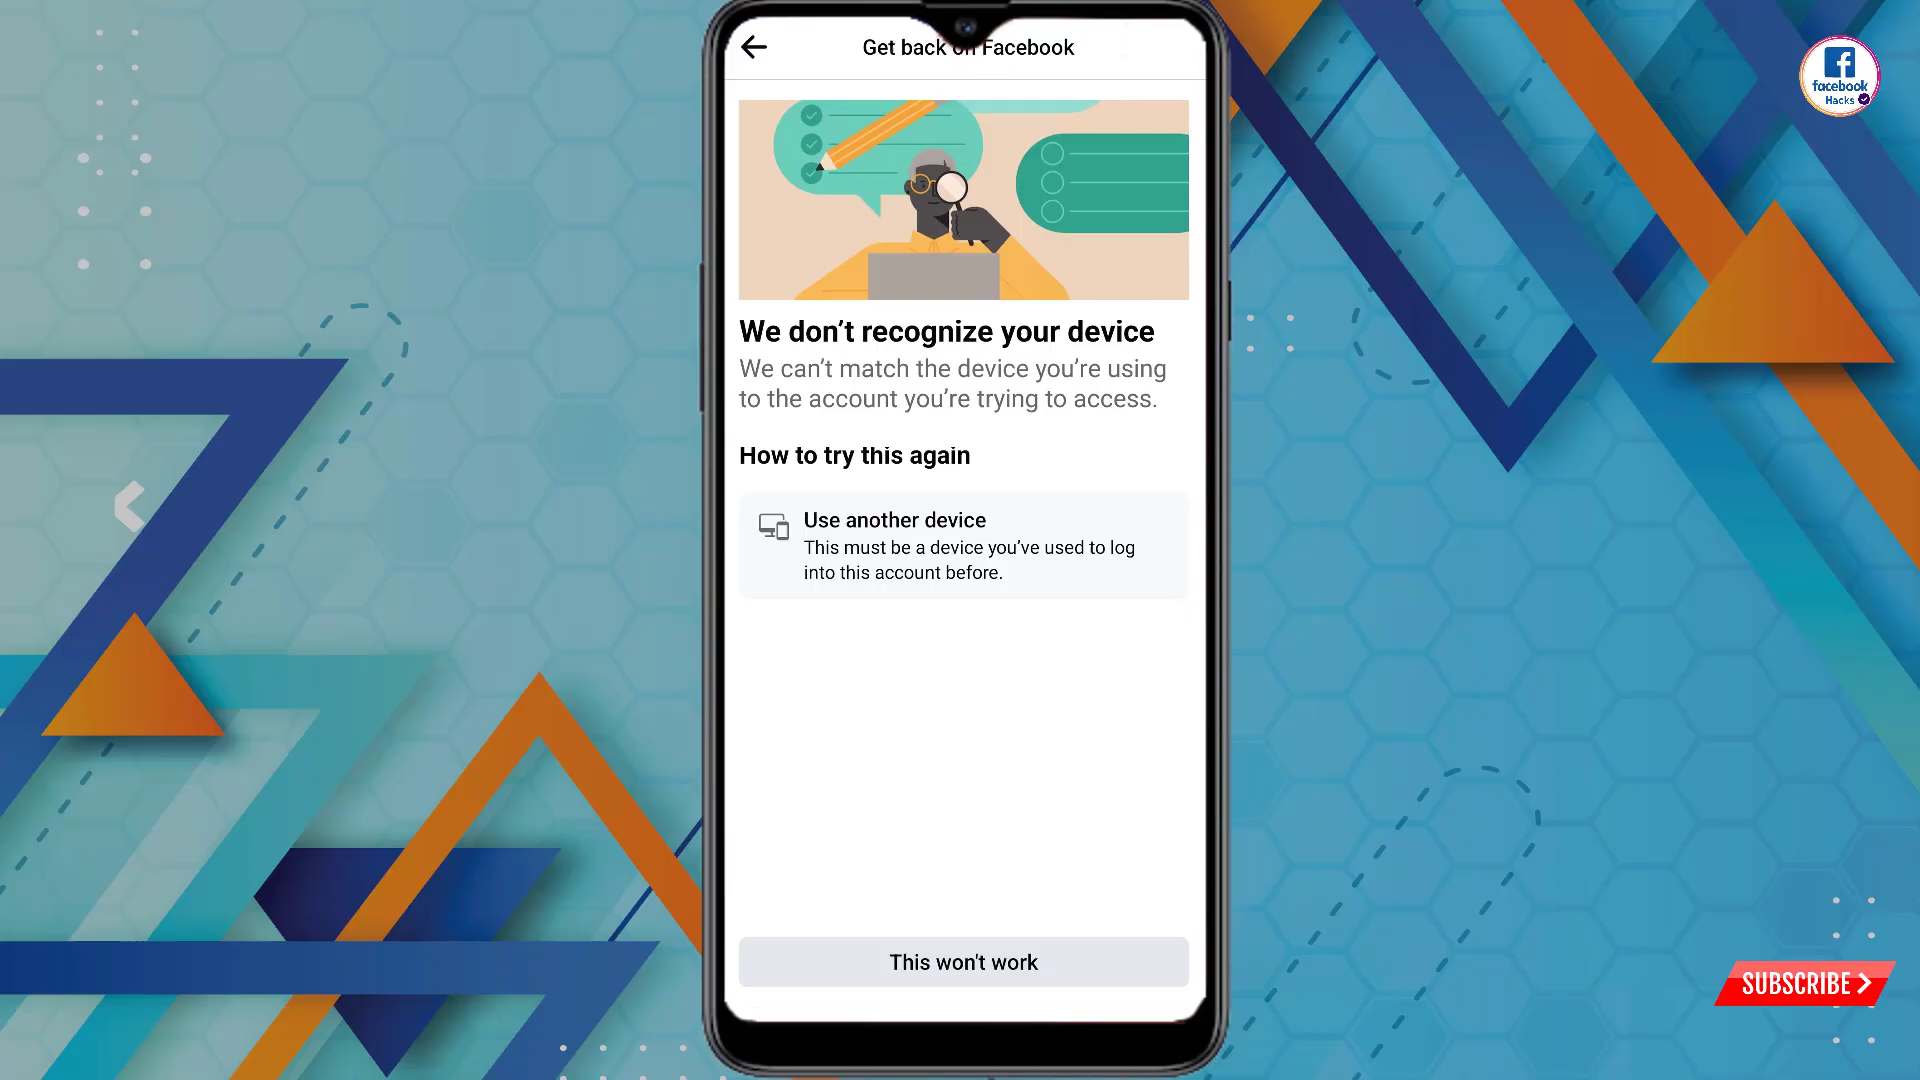 Get back on Facebook
facebook
Hacks
We don’t recognize your device
We can’t match the device you’re using
to the account you’re trying to access.
How to try this again
Use another device
This must be a device you’ve used to log
into this account before.
This won't work
SUBSCRIBE